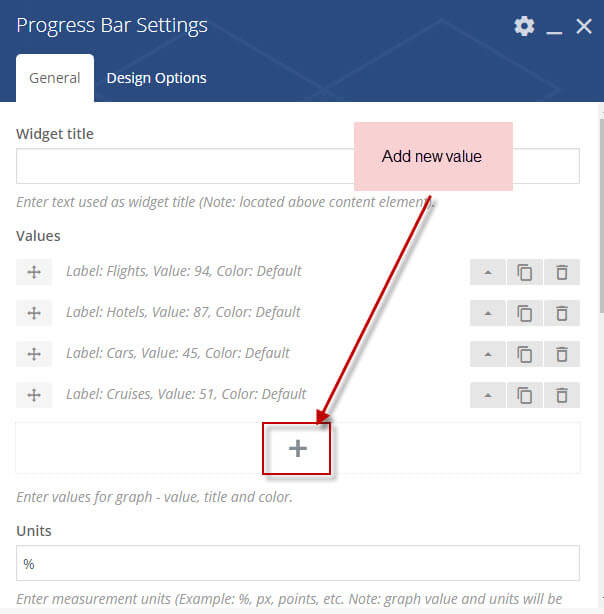 Progress Bar Settings
General
Design Options
Widget title
Add new value
Enter text used as widget title (Note: located above content element).
Values
Label: Flights, Value: 94, Color: Default
Label: Hotels, Value: 87, Color: Default
Label: Cars, Value: 45, Color: Default
Label: Cruises, Value: 51, Color: Default
Enter values for graph - value, title and color.
Units
%
Enter measurement units (Example: %, px, points, etc. Note: graph value and units will be